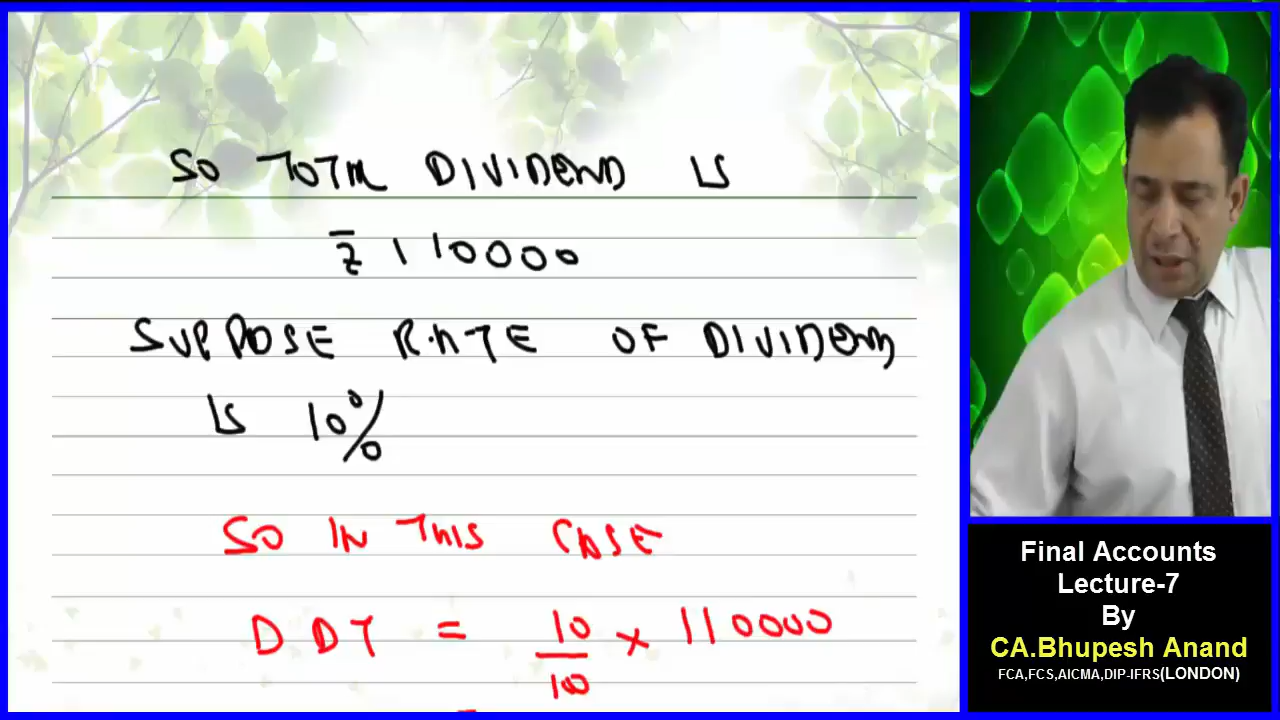 SO TOTAL DIVIDEND IS
₹ 110000
SUPPOSE RATE OF DIVIDEND
IS 10%
SO IN THIS CASE
DDT = 10/100 × 110000
Final Accounts
Lecture-7
By
CA.Bhupesh Anand
FCA,FCS,AICMA,DIP-IFRS(LONDON)